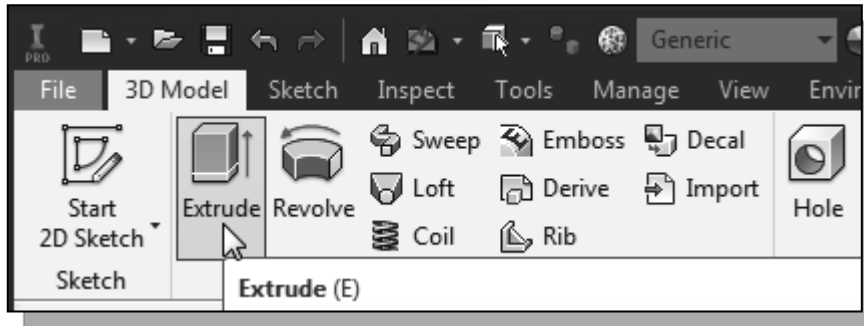 I
PRO
Generic
File 3D Model Sketch Inspect Tools Manage View Envir
Start
2D Sketch
Extrude
Revolve
Sweep
Loft
Coil
Emboss
Derive
Rib
Decal
Import
Hole
Sketch
Extrude (E)